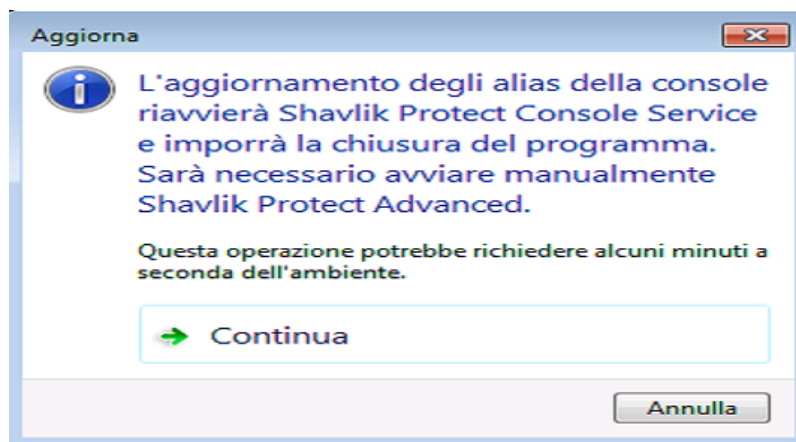 Aggiorna
L'aggiornamento degli alias della console
riavvierà Shavlik Protect Console Service
e imporrà la chiusura del programma.
Sarà necessario avviare manualmente
Shavlik Protect Advanced.
Questa operazione potrebbe richiedere alcuni minuti a
seconda dell'ambiente.
Continua
Annulla